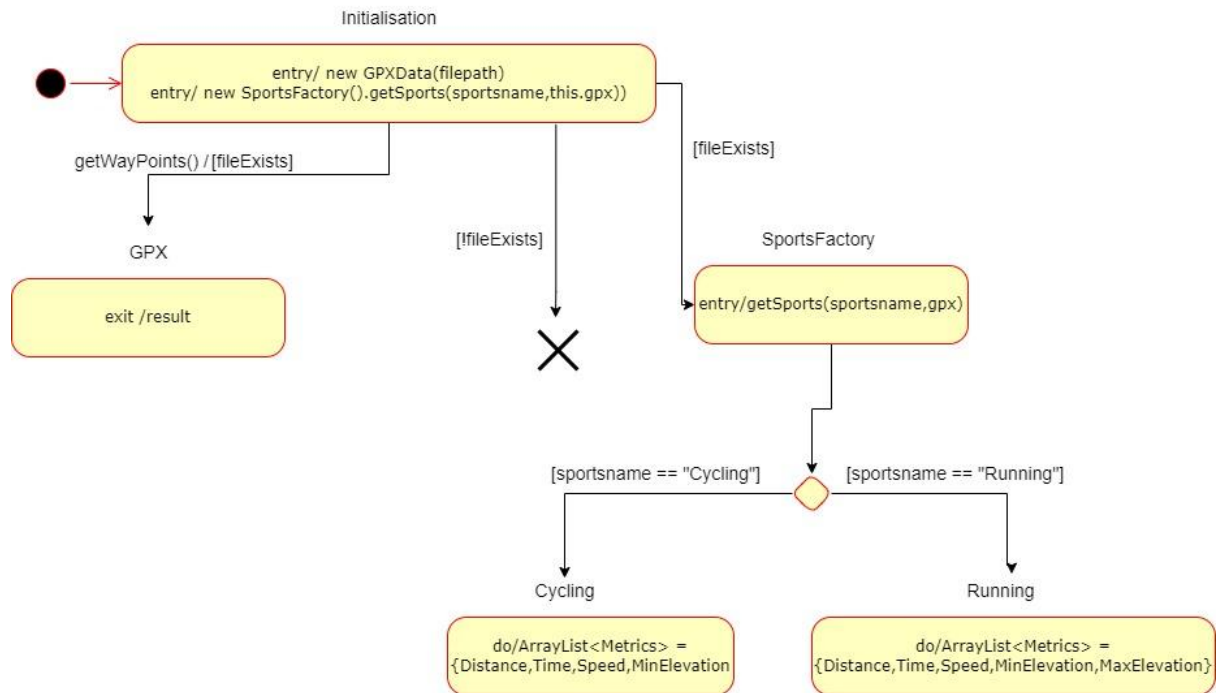 Initialisation
entry/ new GPXData(filepath)
entry/ new SportsFactory().getSports(sportsname,this.gpx))
getWayPoints() / [fileExists]
[fileExists]
[!fileExists]
GPX
SportsFactory
exit /result
entry/getSports(sportsname,gpx)
[sportsname == "Cycling"]
[sportsname == "Running"]
Cycling
Running
do/ArrayList<Metrics> =
{Distance,Time,Speed,MinElevation
do/ArrayList<Metrics> =
{Distance,Time,Speed,MinElevation,MaxElevation}